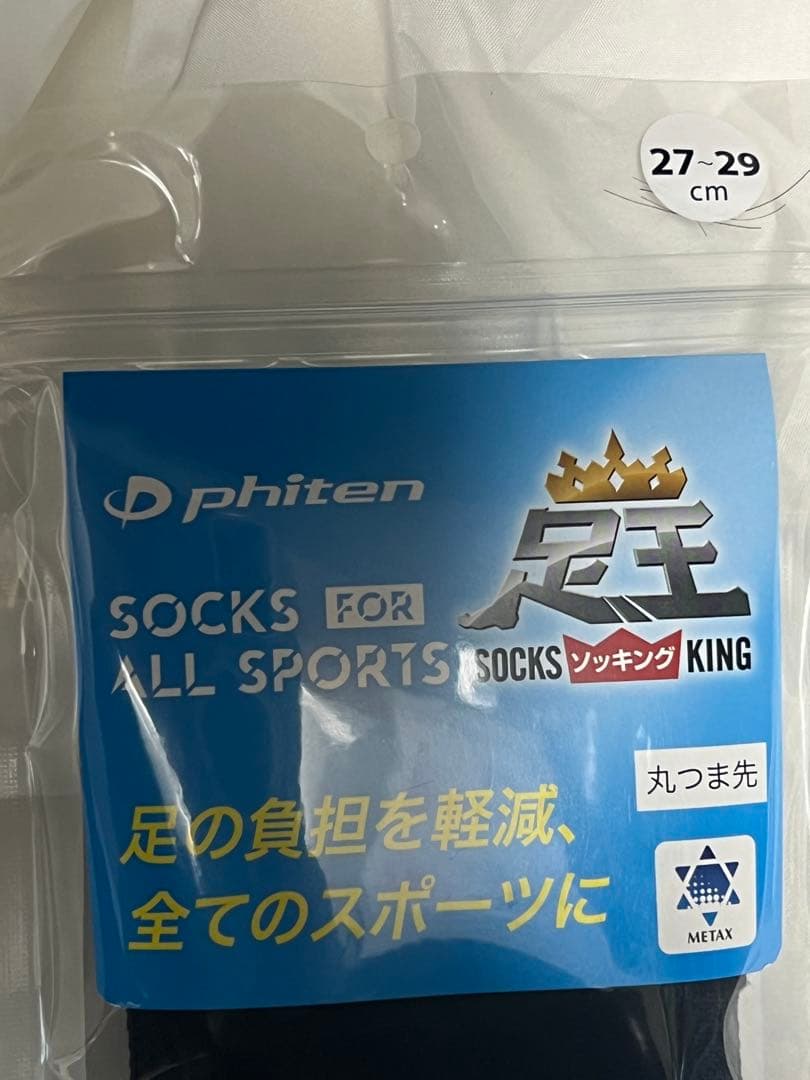 27~29
cm
phiten
足王
SOCKS ソッキング KING
SOCKS FOR
ALL SPORTS
丸つま先
足の負担を軽減、
全てのスポーツに
METAX